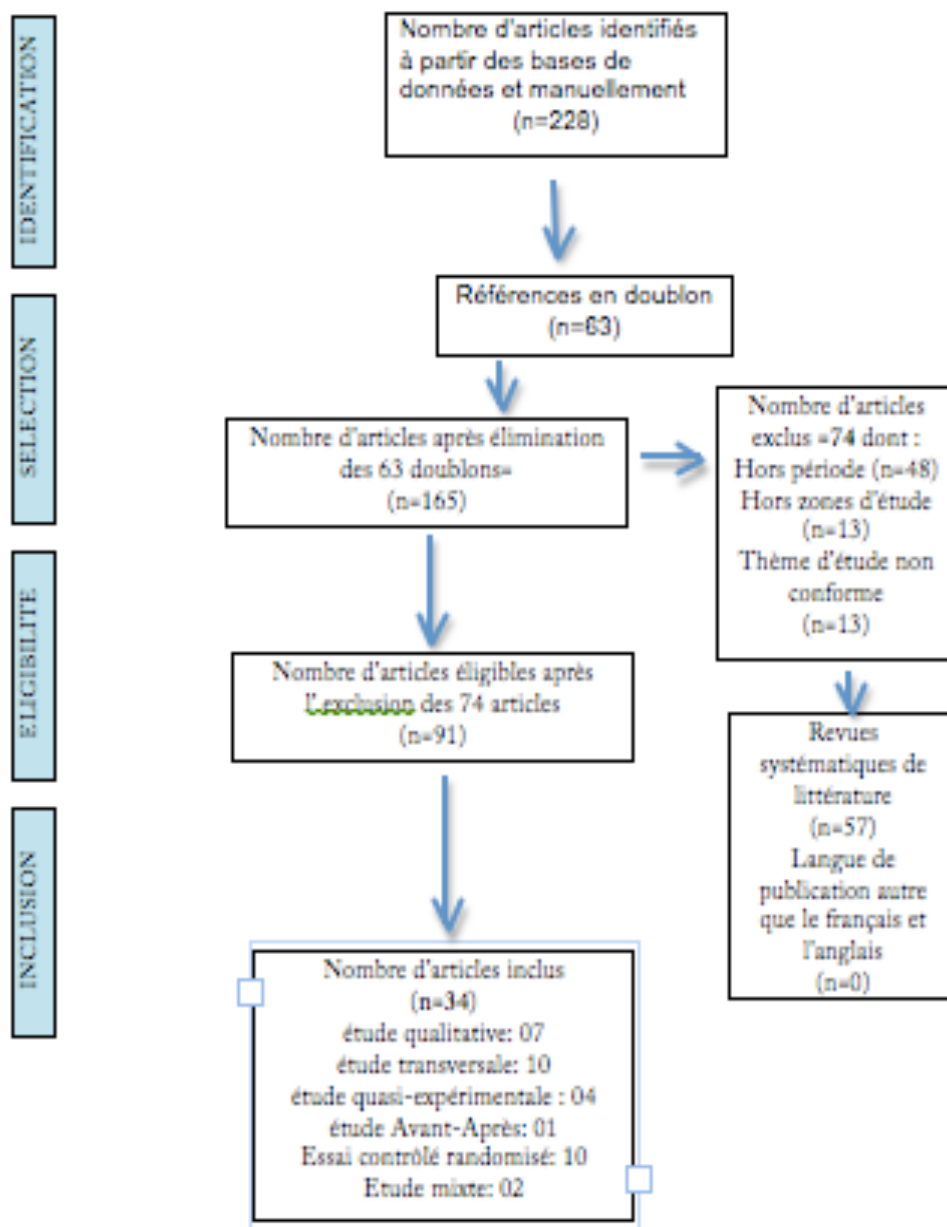 IDENTIFICATION
Nombre d'articles identifiés
à partir des bases de
données et manuellement
(n=228)
SELECTION
Références en doublon
(n=63)
Nombre d'articles après élimination
des 63 doublons=
(n=165)
Nombre d'articles
exclus =74 dont :
Hors période (n=48)
Hors zones d'étude
(n=13)
Thème d'étude non
conforme
(n=13)
ELIGIBILITE
Nombre d'articles éligibles après
l'.exclusion des 74 articles
(n=91)
Revues
systématiques de
littérature
(n=57)
Langue de
publication autre
que le français et
l'anglais
(n=0)
INCLUSION
Nombre d'articles inclus
(n=34)
étude qualitative: 07
étude transversale: 10
étude quasi-expérimentale : 04
étude Avant-Après: 01
Essai contrôlé randomisé: 10
Etude mixte: 02